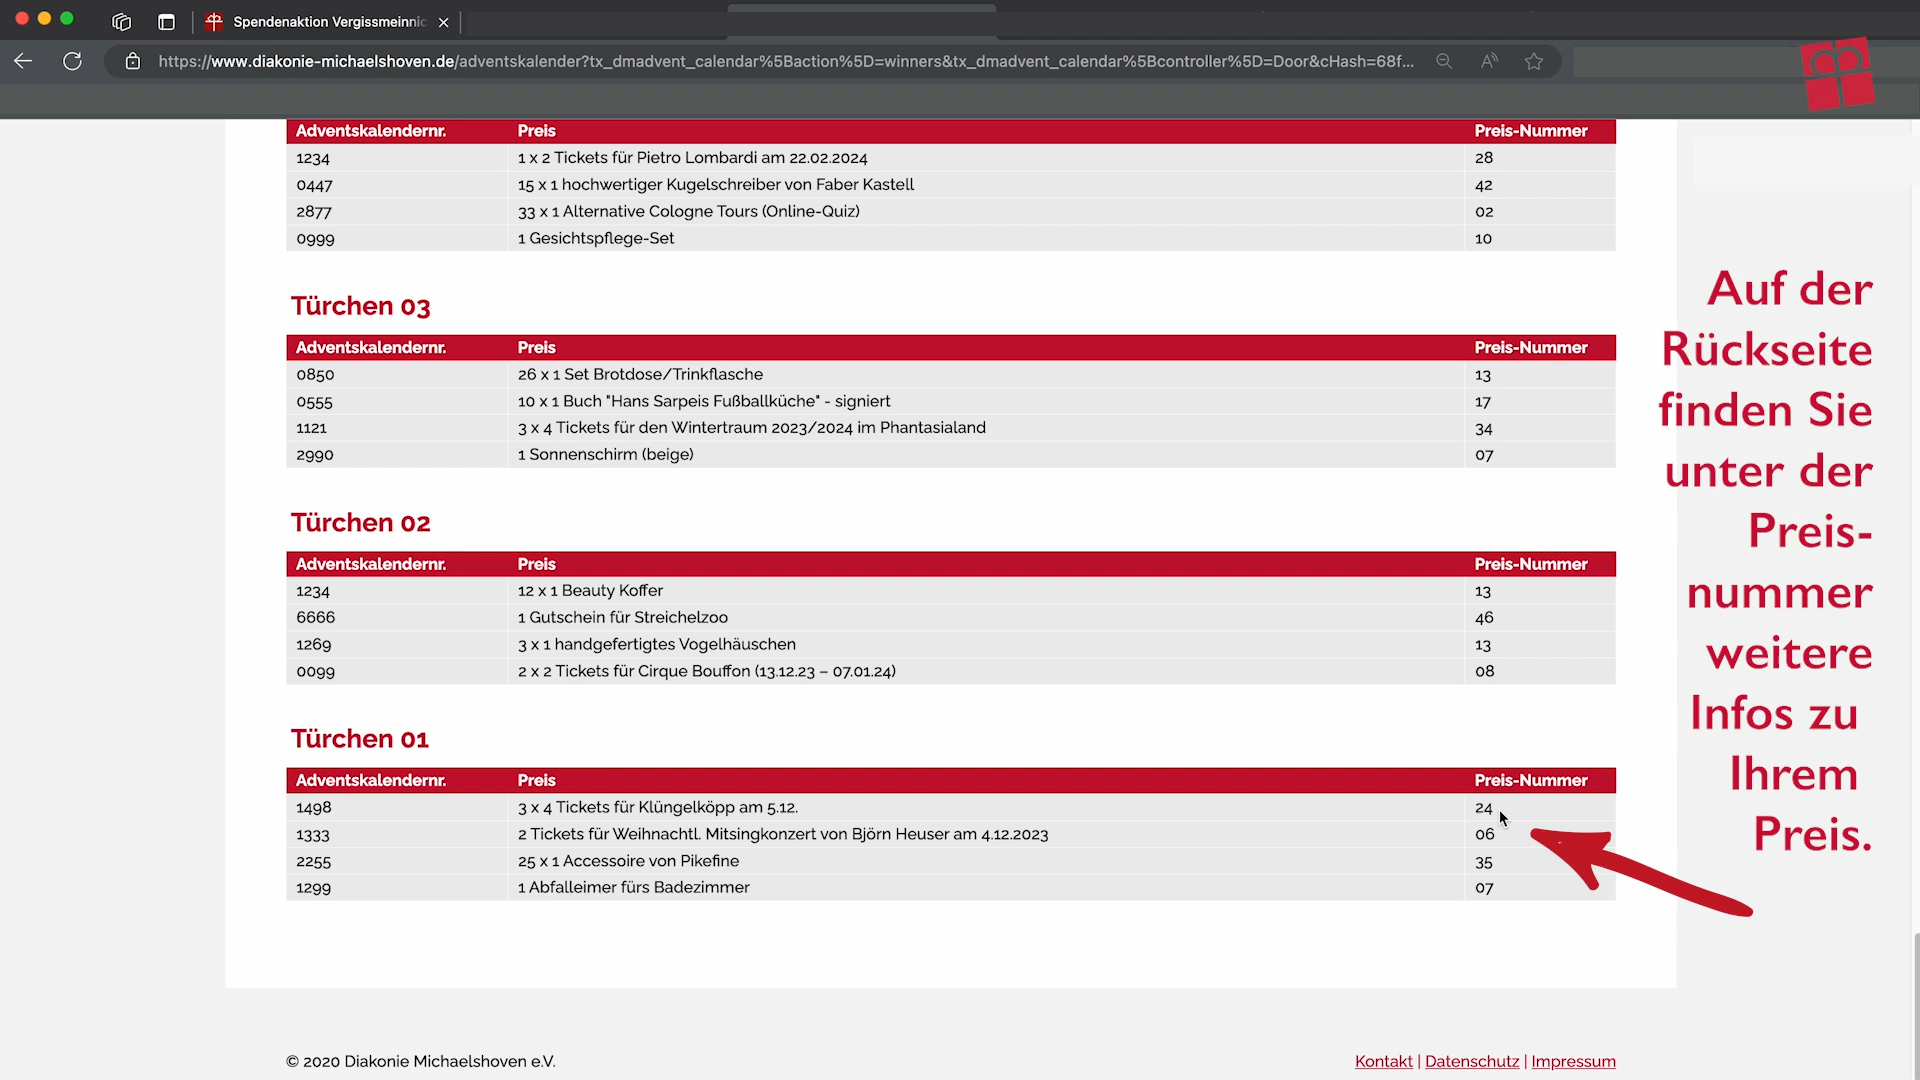 Spendenaktion Vergissmeinnic
https://www.diakonie-michaelshoven.de/adventskalender?tx_dmadvent_calendar%5Baction%5D=winners&tx_dmadvent_calendar%5Bcontroller%5D=Door&cHash=68f...
Adventskalendernr. Preis Preis-Nummer
1234 1 x 2 Tickets für Pietro Lombardi am 22.02.2024 28
0447 15 x 1 hochwertiger Kugelschreiber von Faber Kastell 42
2877 33 x 1 Alternative Cologne Tours (Online-Quiz) 02
0999 1 Gesichtspflege-Set 10
Türchen 03
Adventskalendernr. Preis Preis-Nummer
0850 26 x 1 Set Brotdose/Trinkflasche 13
0555 10 x 1 Buch "Hans Sarpeis Fußballküche" - signiert 17
1121 3 x 4 Tickets für den Wintertraum 2023/2024 im Phantasialand 34
2990 1 Sonnenschirm (beige) 07
Türchen 02
Adventskalendernr. Preis Preis-Nummer
1234 12 x 1 Beauty Koffer 13
6666 1 Gutschein für Streichelzoo 46
1269 3 x 1 handgefertigtes Vogelhäuschen 13
0099 2 x 2 Tickets für Cirque Bouffon (13.12.23 – 07.01.24) 08
Türchen 01
Adventskalendernr. Preis Preis-Nummer
1498 3 x 4 Tickets für Klüngelköpp am 5.12. 24
1333 2 Tickets für Weihnachtl. Mitsingkonzert von Björn Heuser am 4.12.2023 06
2255 25 x 1 Accessoire von Pikefine 35
1299 1 Abfalleimer fürs Badezimmer 07
Auf der
Rückseite
finden Sie
unter der
Preis-
nummer
weitere
Infos zu
Ihrem
Preis.
© 2020 Diakonie Michaelshoven e.V.
Kontakt | Datenschutz | Impressum